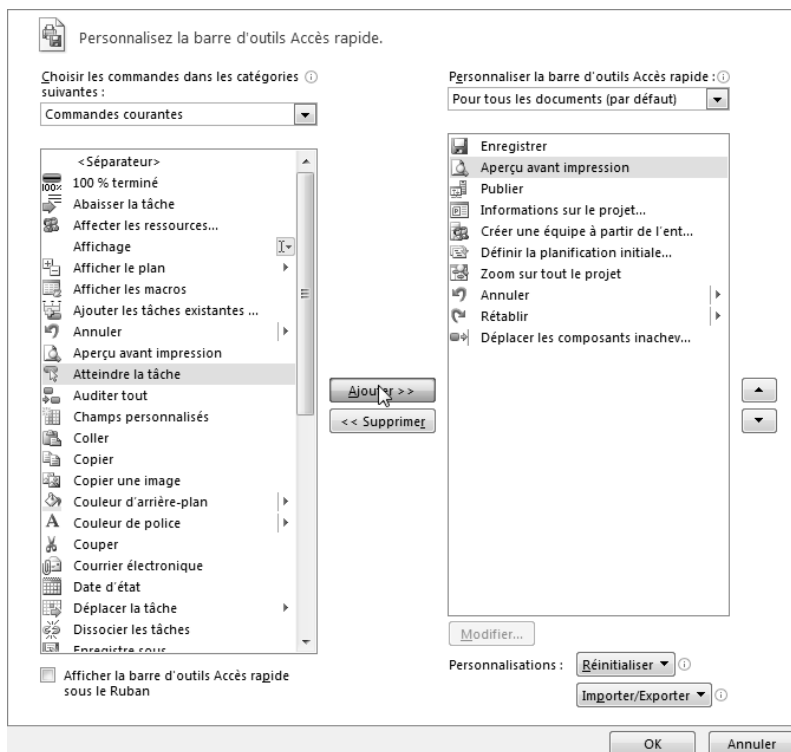 Personnalisez la barre d'outils Accès rapide.
Choisir les commandes dans les catégories
suivantes :
Commandes courantes
<Séparateur>
100% 100 % terminé
Abaisser la tâche
Affecter les ressources...
Affichage
Afficher le plan
Afficher les macros
Ajouter les tâches existantes ...
Annuler
Aperçu avant impression
Atteindre la tâche
Auditer tout
Champs personnalisés
Coller
Copier
Copier une image
Couleur d'arrière-plan
A Couleur de police
Couper
Courrier électronique
Date d'état
Déplacer la tâche
Dissocier les tâches
Enregistre sous
Afficher la barre d'outils Accès rapide
sous le Ruban
Ajouter >>
<< Supprimer
Personnaliser la barre d'outils Accès rapide :
Pour tous les documents (par défaut)
Enregistrer
Aperçu avant impression
Publier
Informations sur le projet...
Créer une équipe à partir de l'ent...
Définir la planification initiale...
Zoom sur tout le projet
Annuler
Rétablir
Déplacer les composants inachev...
Modifier...
Personnalisations :
Réinitialiser
Importer/Exporter
OK
Annuler